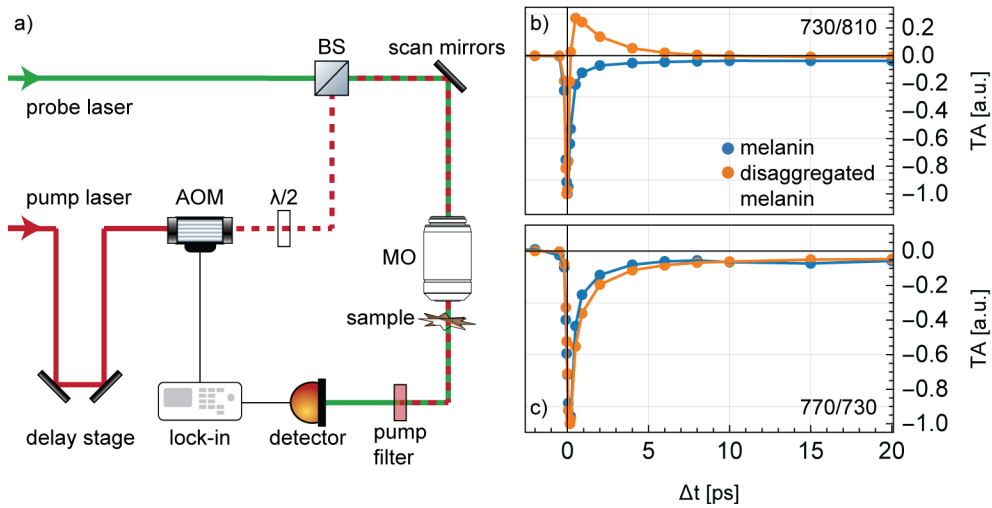 a)
BS
scan mirrors
probe laser
pump laser
AOM
λ/2
MO
sample
delay stage
lock-in
detector
pump
filter
b)
730/810
0.2
0.0
−0.2
−0.4
−0.6
−0.8
−1.0
TA [a.u.]
melanin
disaggregated
melanin
c)
770/730
0.0
−0.2
−0.4
−0.6
−0.8
−1.0
TA [a.u.]
0
5
10
15
20
Δt [ps]